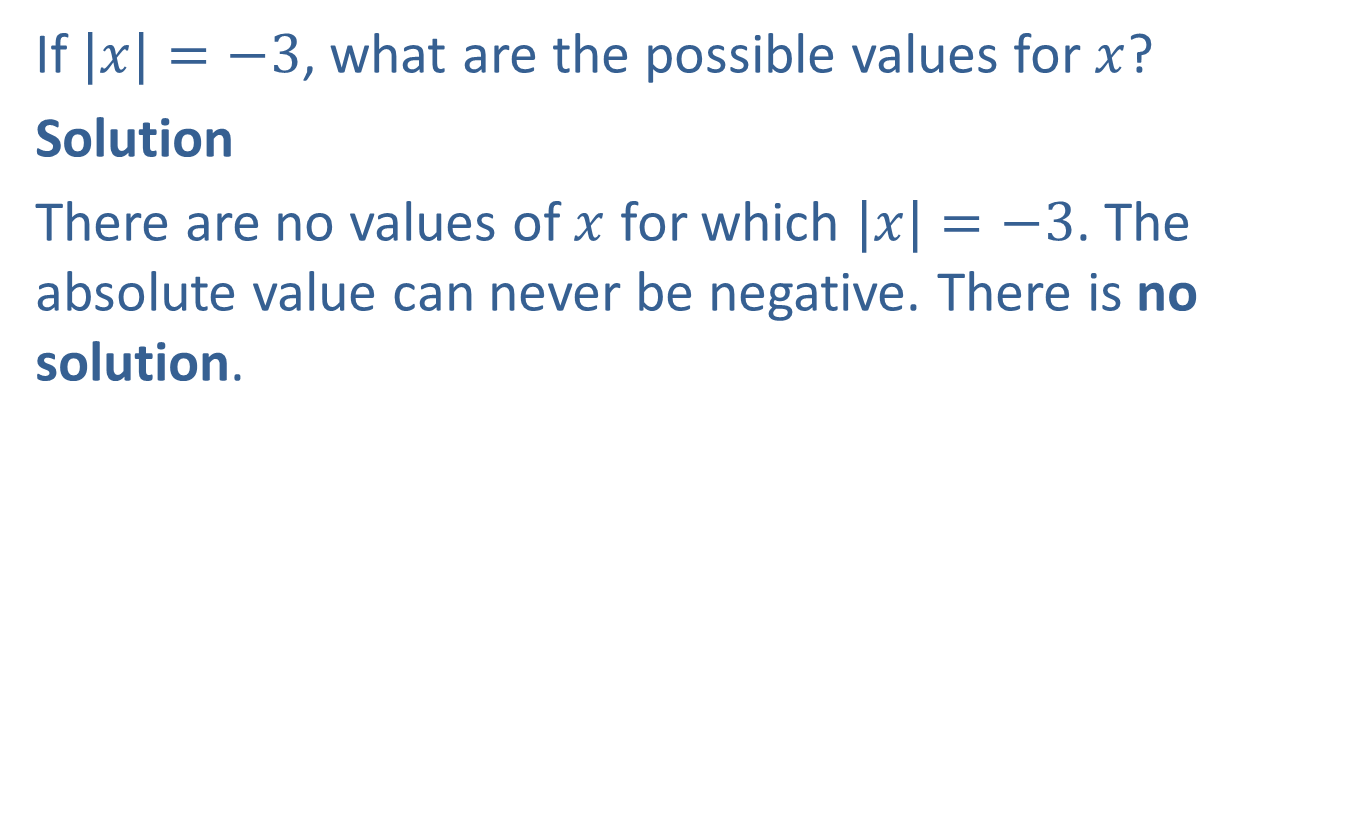 If |x| = −3, what are the possible values for x?
Solution
There are no values of x for which |x| = −3. The
absolute value can never be negative. There is no
solution.